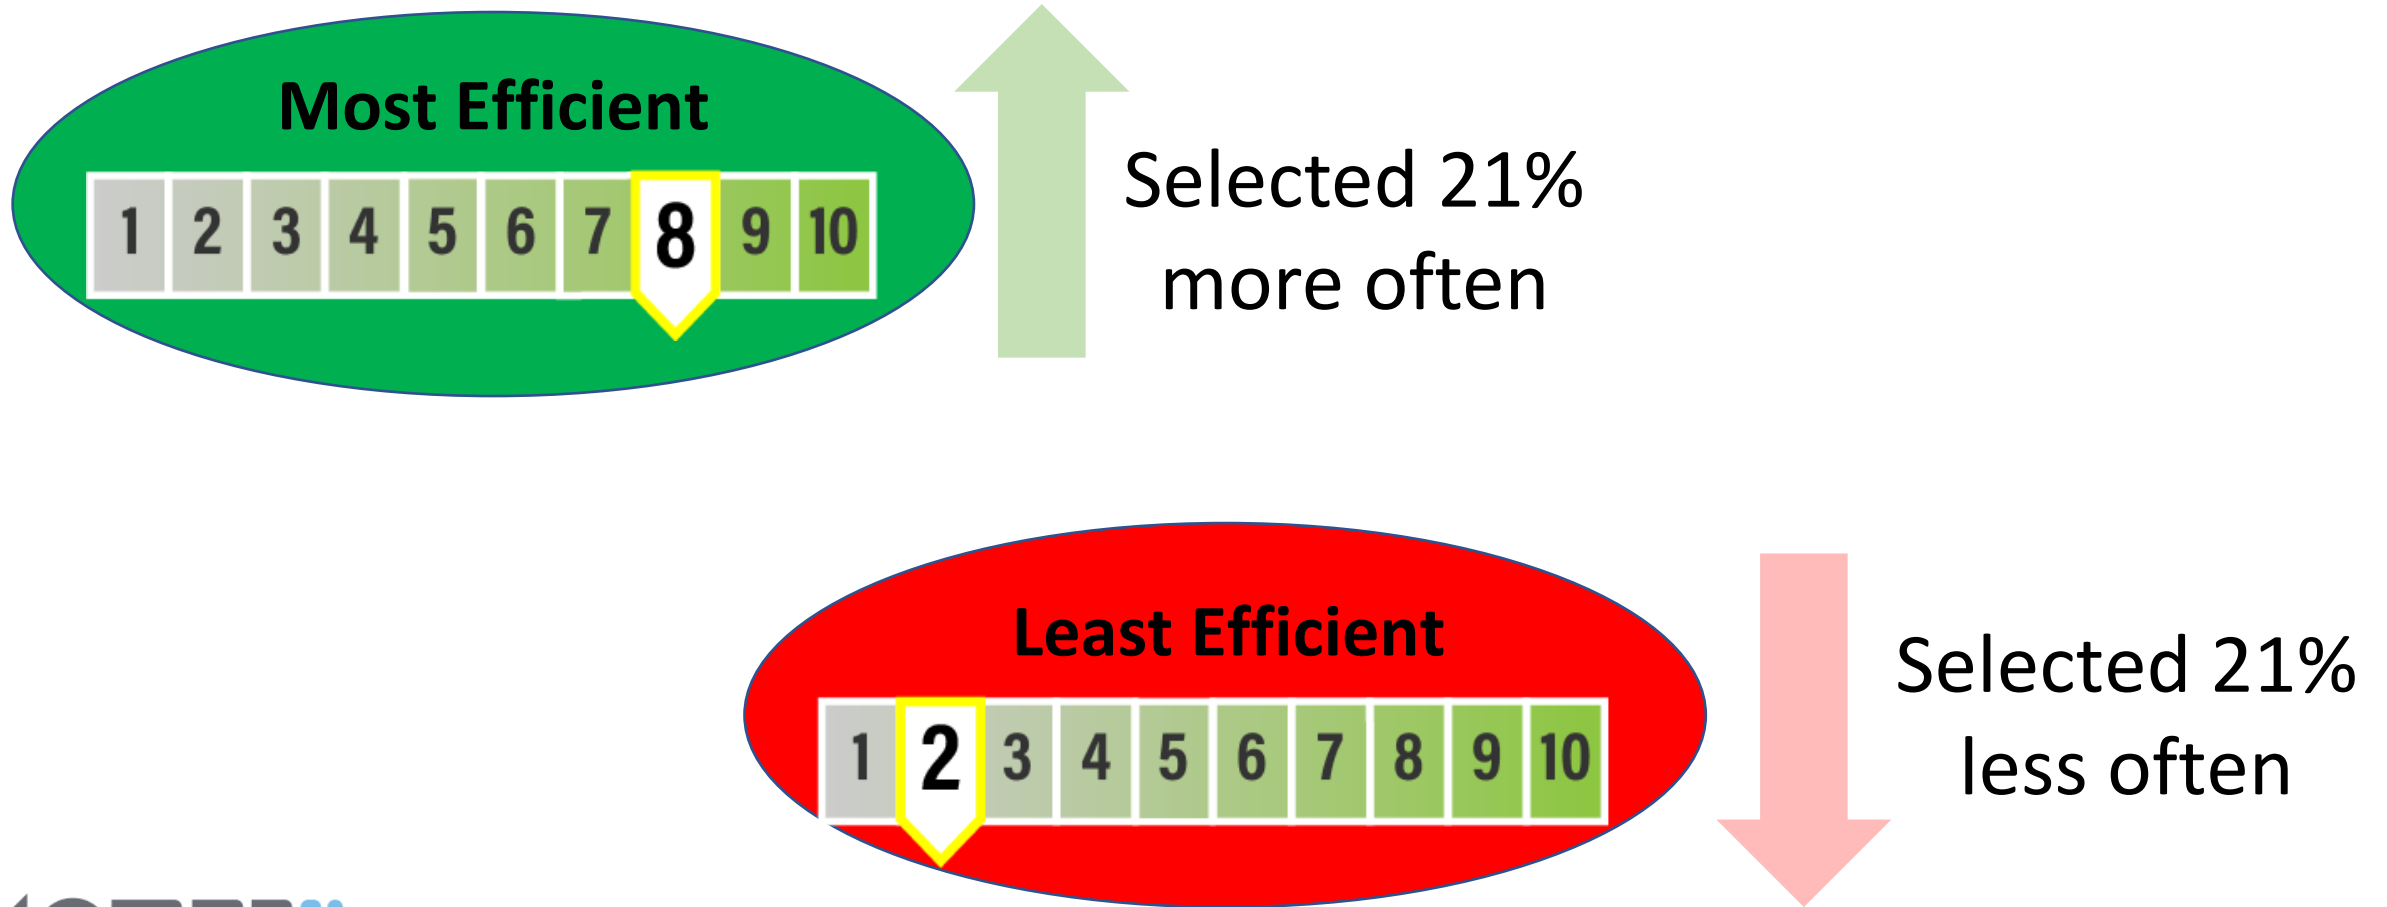 Most Efficient
1 2 3 4 5 6 7 8 9 10
Selected 21%
more often
Least Efficient
1 2 3 4 5 6 7 8 9 10
Selected 21%
less often